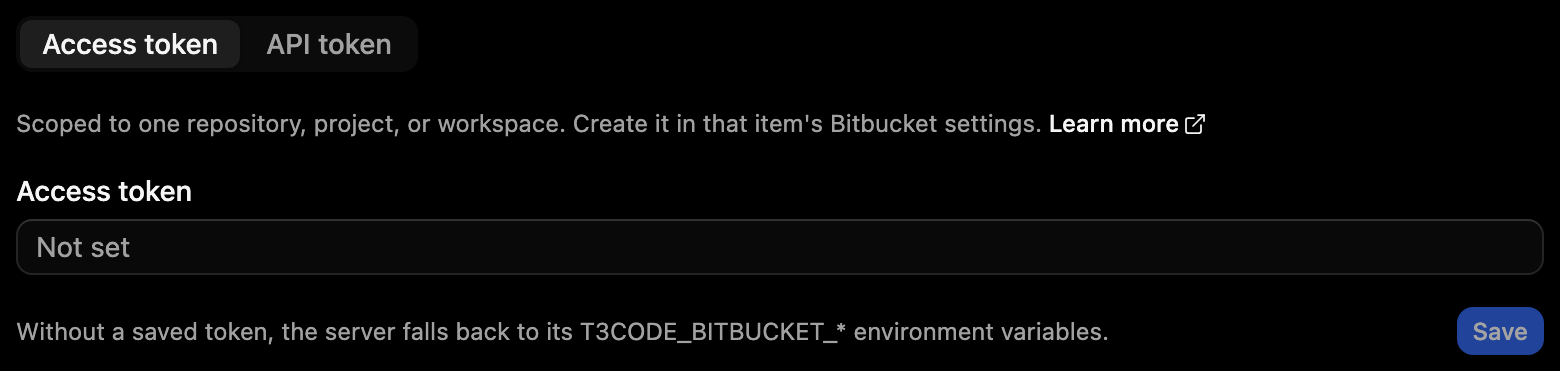 Access token API token
Scoped to one repository, project, or workspace. Create it in that item's Bitbucket settings. Learn more
Access token
Not set
Without a saved token, the server falls back to its T3CODE_BITBUCKET_* environment variables. Save